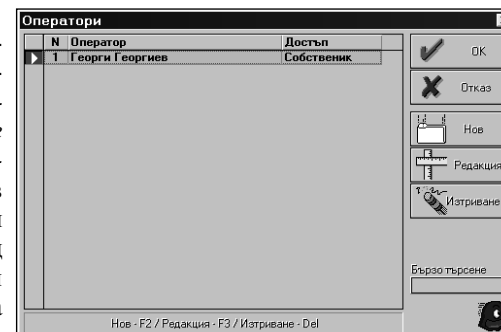 Оператори
N Оператор Достъп
1 Георги Георгиев Собственик
OK
Отказ
Нов
Редакция
Изтриване
Бързо търсене
Нов - F2 / Редакция - F3 / Изтриване - Del